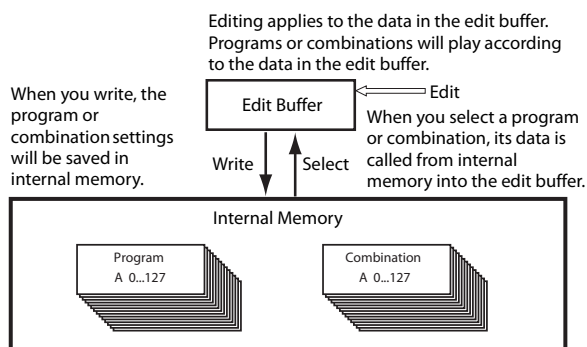 Editing applies to the data in the edit buffer.
Programs or combinations will play according
to the data in the edit buffer.
When you write, the
program or
combination settings
will be saved in
internal memory.
Edit Buffer
Edit
When you select a program
or combination, its data is
called from internal
memory into the edit buffer.
Write
Select
Internal Memory
Program
A 0...127
Combination
A 0...127